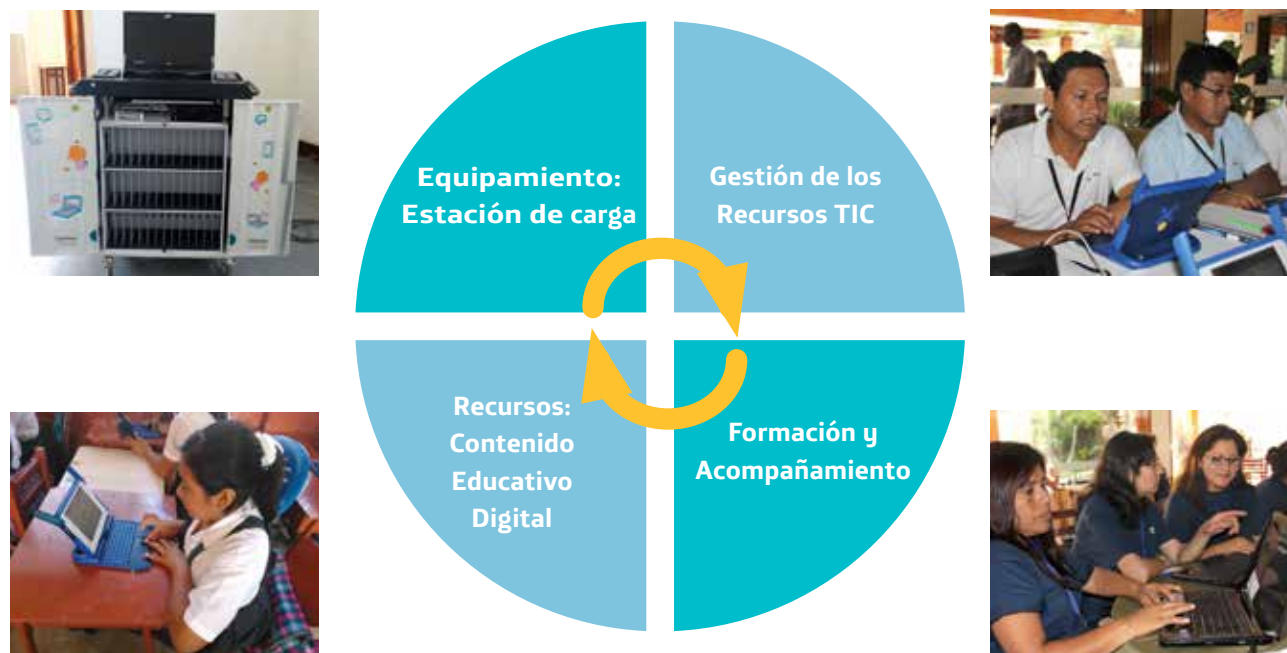 Equipamiento:
Estación de carga
Gestión de los
Recursos TIC
Recursos:
Contenido
Educativo
Digital
Formación y
Acompañamiento